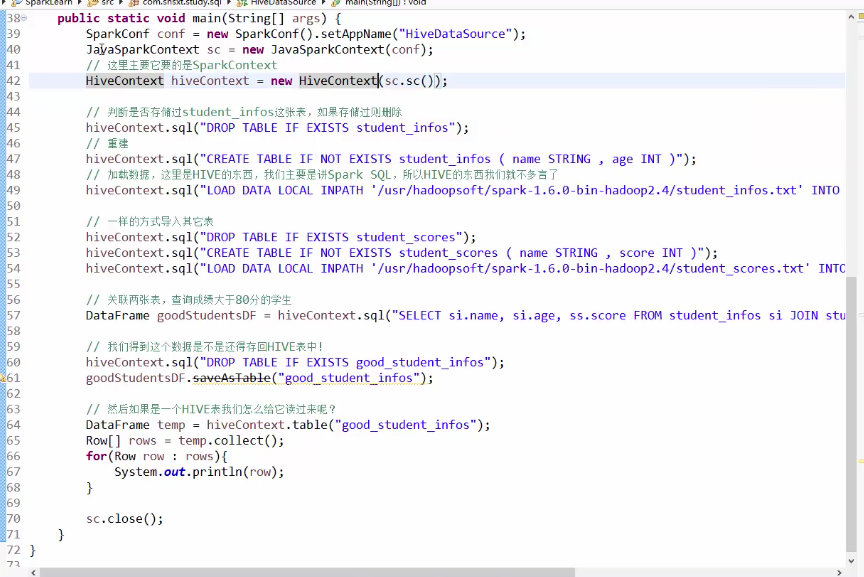 SparkLearn ▸ src ▸ com.shsxt.study.sql ▸ HiveDataSource ▸ main(String[]) : void
38 public static void main(String[] args) {
39 SparkConf conf = new SparkConf().setAppName("HiveDataSource");
40 JavaSparkContext sc = new JavaSparkContext(conf);
41 // 这里主要它要的是SparkContext
42 HiveContext hiveContext = new HiveContext(sc.sc());
43
44 // 判断是否存储过student_infos这张表，如果存储过则删除
45 hiveContext.sql("DROP TABLE IF EXISTS student_infos");
46 // 重建
47 hiveContext.sql("CREATE TABLE IF NOT EXISTS student_infos ( name STRING , age INT )");
48 // 加载数据，这里是HIVE的东西，我们主要是讲Spark SQL，所以HIVE的东西我们就不多言了
49 hiveContext.sql("LOAD DATA LOCAL INPATH '/usr/hadoopsoft/spark-1.6.0-bin-hadoop2.4/student_infos.txt' INTO
50
51 // 一样的方式导入其它表
52 hiveContext.sql("DROP TABLE IF EXISTS student_scores");
53 hiveContext.sql("CREATE TABLE IF NOT EXISTS student_scores ( name STRING , score INT )");
54 hiveContext.sql("LOAD DATA LOCAL INPATH '/usr/hadoopsoft/spark-1.6.0-bin-hadoop2.4/student_scores.txt' INTO
55
56 // 关联两张表，查询成绩大于80分的学生
57 DataFrame goodStudentsDF = hiveContext.sql("SELECT si.name, si.age, ss.score FROM student_infos si JOIN stu
58
59 // 我们得到这个数据是不是还得存回HIVE表中！
60 hiveContext.sql("DROP TABLE IF EXISTS good_student_infos");
61 goodStudentsDF.saveAsTable("good_student_infos");
62
63 // 然后如果是一个HIVE表我们怎么给它读过来呢？
64 DataFrame temp = hiveContext.table("good_student_infos");
65 Row[] rows = temp.collect();
66 for(Row row : rows){
67 System.out.println(row);
68 }
69
70 sc.close();
71 }
72 }
73